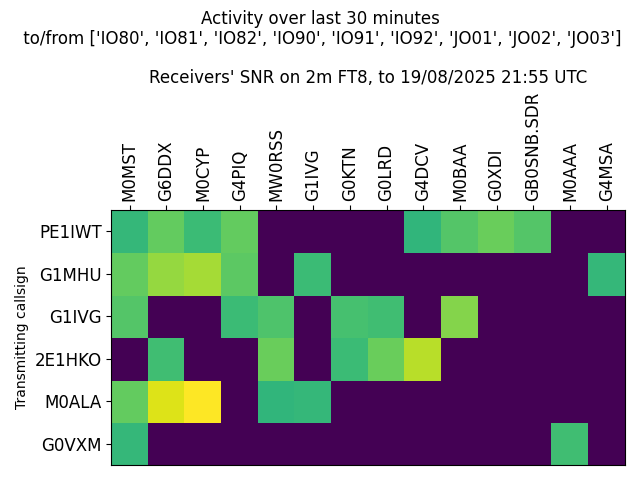 Activity over last 30 minutes
to/from ['IO80', 'IO81', 'IO82', 'IO90', 'IO91', 'IO92', 'JO01', 'JO02', 'JO03']
Receivers' SNR on 2m FT8, to 19/08/2025 21:55 UTC
M0MST
G6DDX
M0CYP
G4PIQ
MW0RSS
G1IVG
G0KTN
G0LRD
G4DCV
M0BAA
G0XDI
GB0SNB.SDR
M0AAA
G4MSA
Transmitting callsign
PE1IWT
G1MHU
G1IVG
2E1HKO
M0ALA
G0VXM